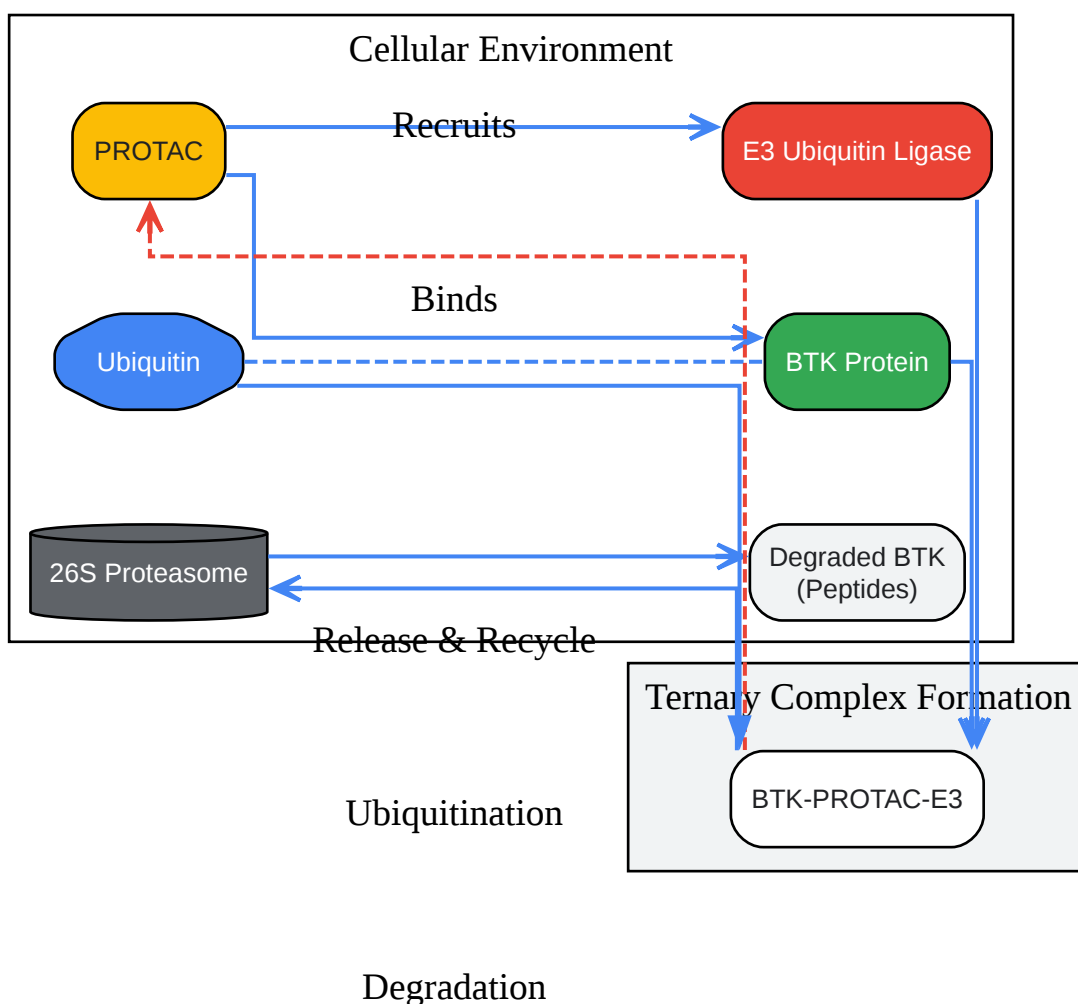 Cellular Environment
Recruits
PROTAC
E3 Ubiquitin Ligase
Binds
Ubiquitin
BTK Protein
26S Proteasome
Degraded BTK
(Peptides)
Release & Recycle
Ternary Complex Formation
BTK-PROTAC-E3
Ubiquitination
Degradation